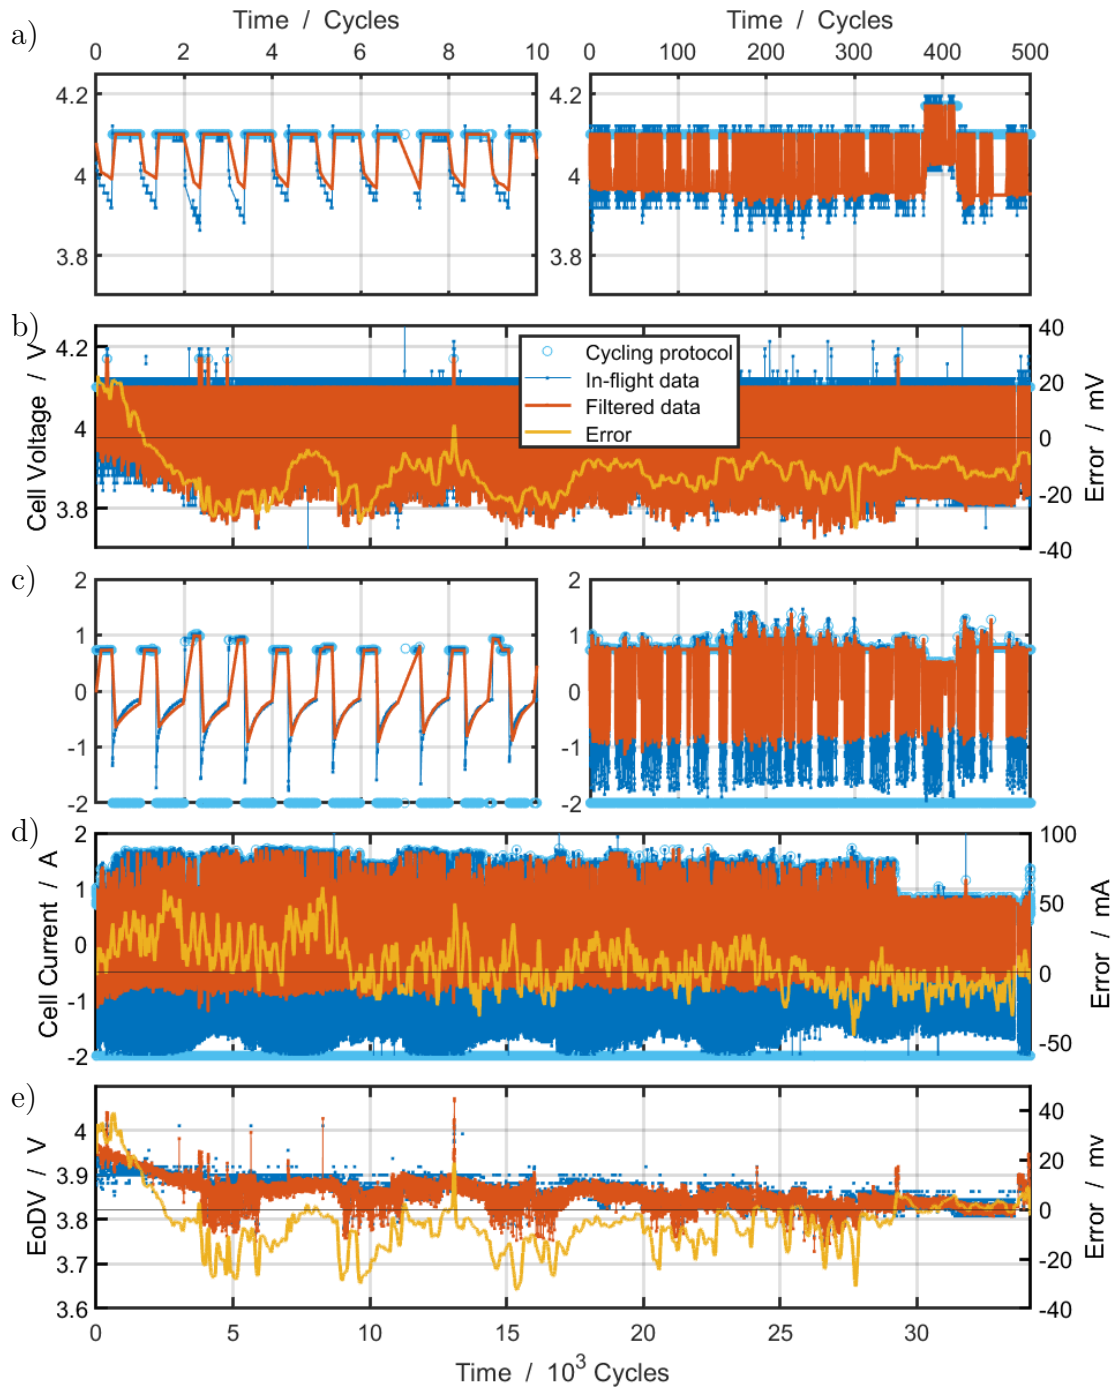 a)
Time / Cycles
Time / Cycles
0 2 4 6 8 10
0 100 200 300 400 500
4.2
4
3.8
4.2
4
3.8
b)
Cell Voltage / V
4.2
4
3.8
Cycling protocol
In-flight data
Filtered data
Error
40
20
0
-20
-40
Error / mV
c)
2
1
0
-1
-2
2
1
0
-1
-2
d)
Cell Current / A
2
1
0
-1
-2
100
50
0
-50
Error / mA
e)
EoDV / V
4
3.9
3.8
3.7
3.6
40
20
0
-20
-40
Error / mv
0 5 10 15 20 25 30
Time / 10³ Cycles